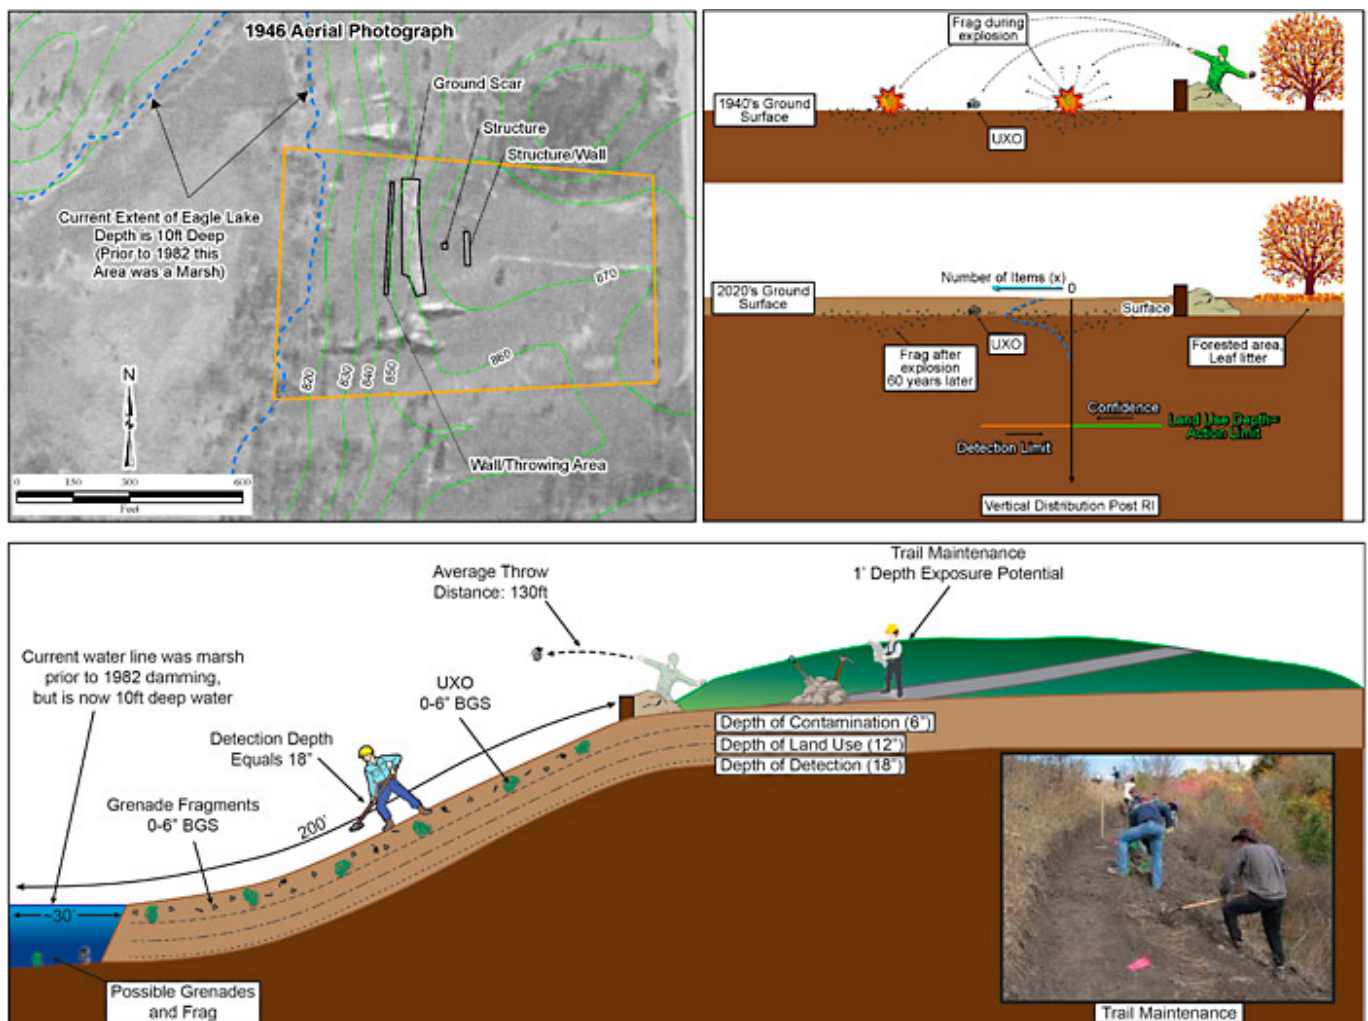 1946 Aerial Photograph
Ground Scar
Structure
Structure/Wall
Current Extent of Eagle Lake
Depth is 10ft Deep
(Prior to 1982 this
Area was a Marsh)
870
860
820
830
840
850
N
Wall/Throwing Area
0
150
300
600
Feet
Frag during
explosion
1940's Ground
Surface
UXO
Number of Items (x)
0
2020's Ground
Surface
Surface
UXO
Frag after
explosion
60 years later
Forested area,
Leaf litter
Confidence
Land Use Depth=
Action Limit
Detection Limit
Vertical Distribution Post RI
Trail Maintenance
1' Depth Exposure Potential
Average Throw
Distance: 130ft
Current water line was marsh
prior to 1982 damming,
but is now 10ft deep water
UXO
0-6" BGS
Detection Depth
Equals 18"
Grenade Fragments
0-6" BGS
200'
~30'
Depth of Contamination (6")
Depth of Land Use (12")
Depth of Detection (18")
Possible Grenades
and Frag
Trail Maintenance